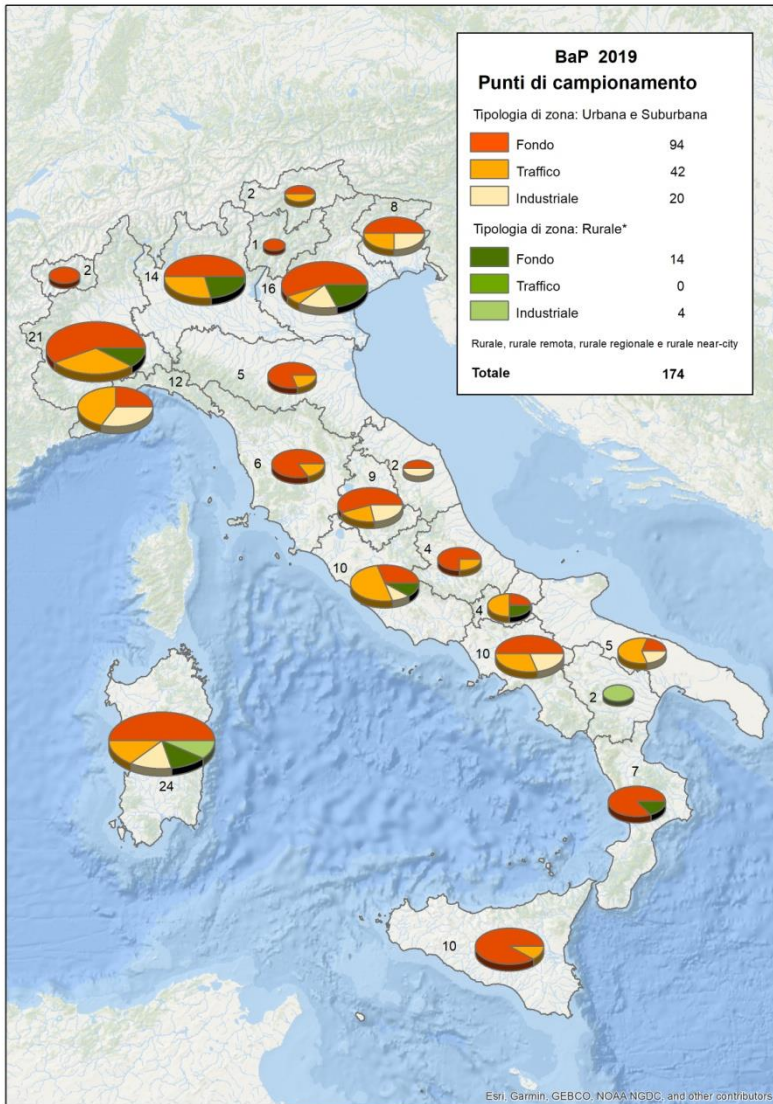 BaP 2019
Punti di campionamento
Tipologia di zona: Urbana e Suburbana
Fondo 94
Traffico 42
Industriale 20
Tipologia di zona: Rurale*
Fondo 14
Traffico 0
Industriale 4
Rurale, rurale remota, rurale regionale e rurale near-city
Totale 174
2
8
1
2
14
16
21
12
5
6
2
9
4
10
4
10
5
2
24
7
10
Esri, Garmin, GEBCO, NOAA NGDC, and other contributors